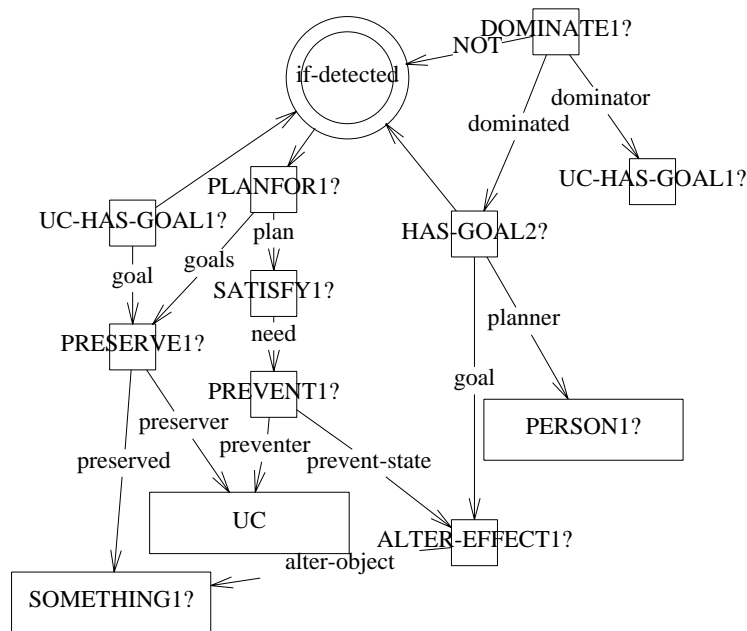 DOMINATE1?
NOT
if-detected
dominator
dominated
PLANFOR1?
UC-HAS-GOAL1?
UC-HAS-GOAL1?
plan
HAS-GOAL2?
goals
goal
SATISFY1?
planner
need
PRESERVE1?
goal
PREVENT1?
preserver
PERSON1?
preventer
preserved
prevent-state
UC
ALTER-EFFECT1?
alter-object
SOMETHING1?